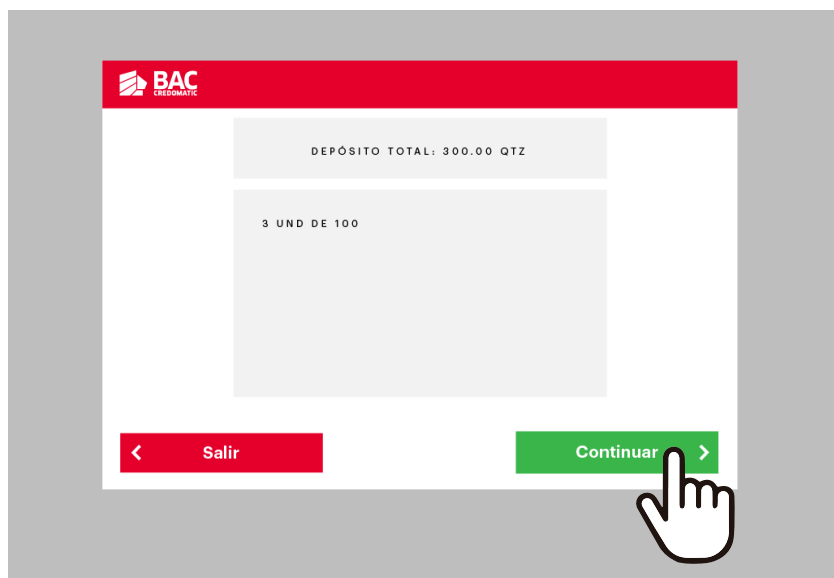 BAC
CREDOMATIC
DEPÓSITO TOTAL: 300.00 QTZ
3 UND DE 100
Salir
Continuar